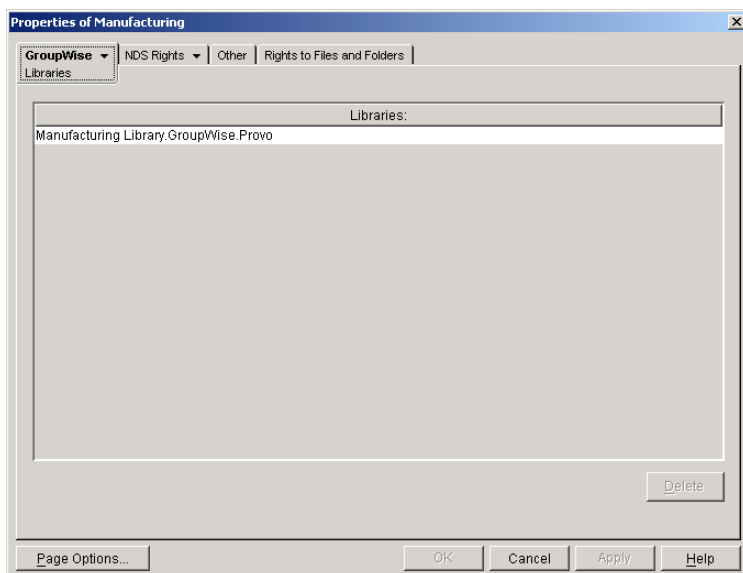 Properties of Manufacturing
GroupWise NDS Rights Other Rights to Files and Folders
Libraries
Libraries:
Manufacturing Library.GroupWise.Provo
Delete
Page Options... OK Cancel Apply Help